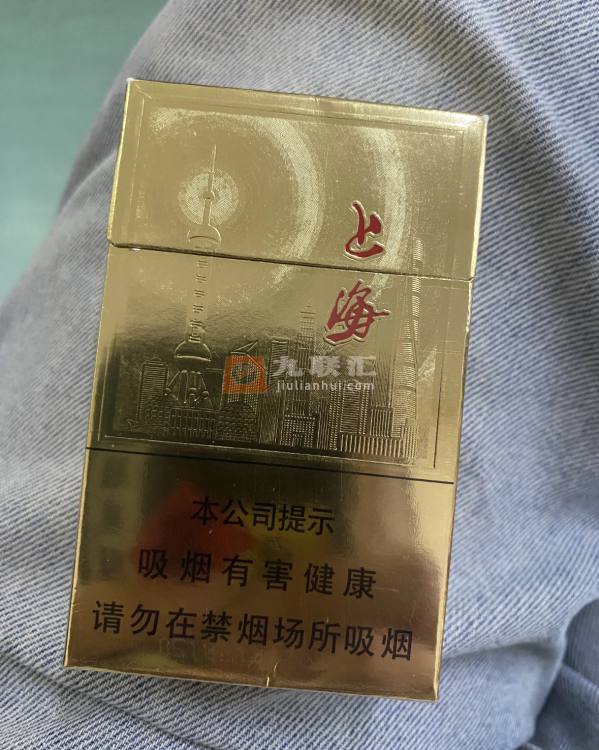 上海
九联汇
jiulianhui.com
本公司提示
吸烟有害健康
请勿在禁烟场所吸烟